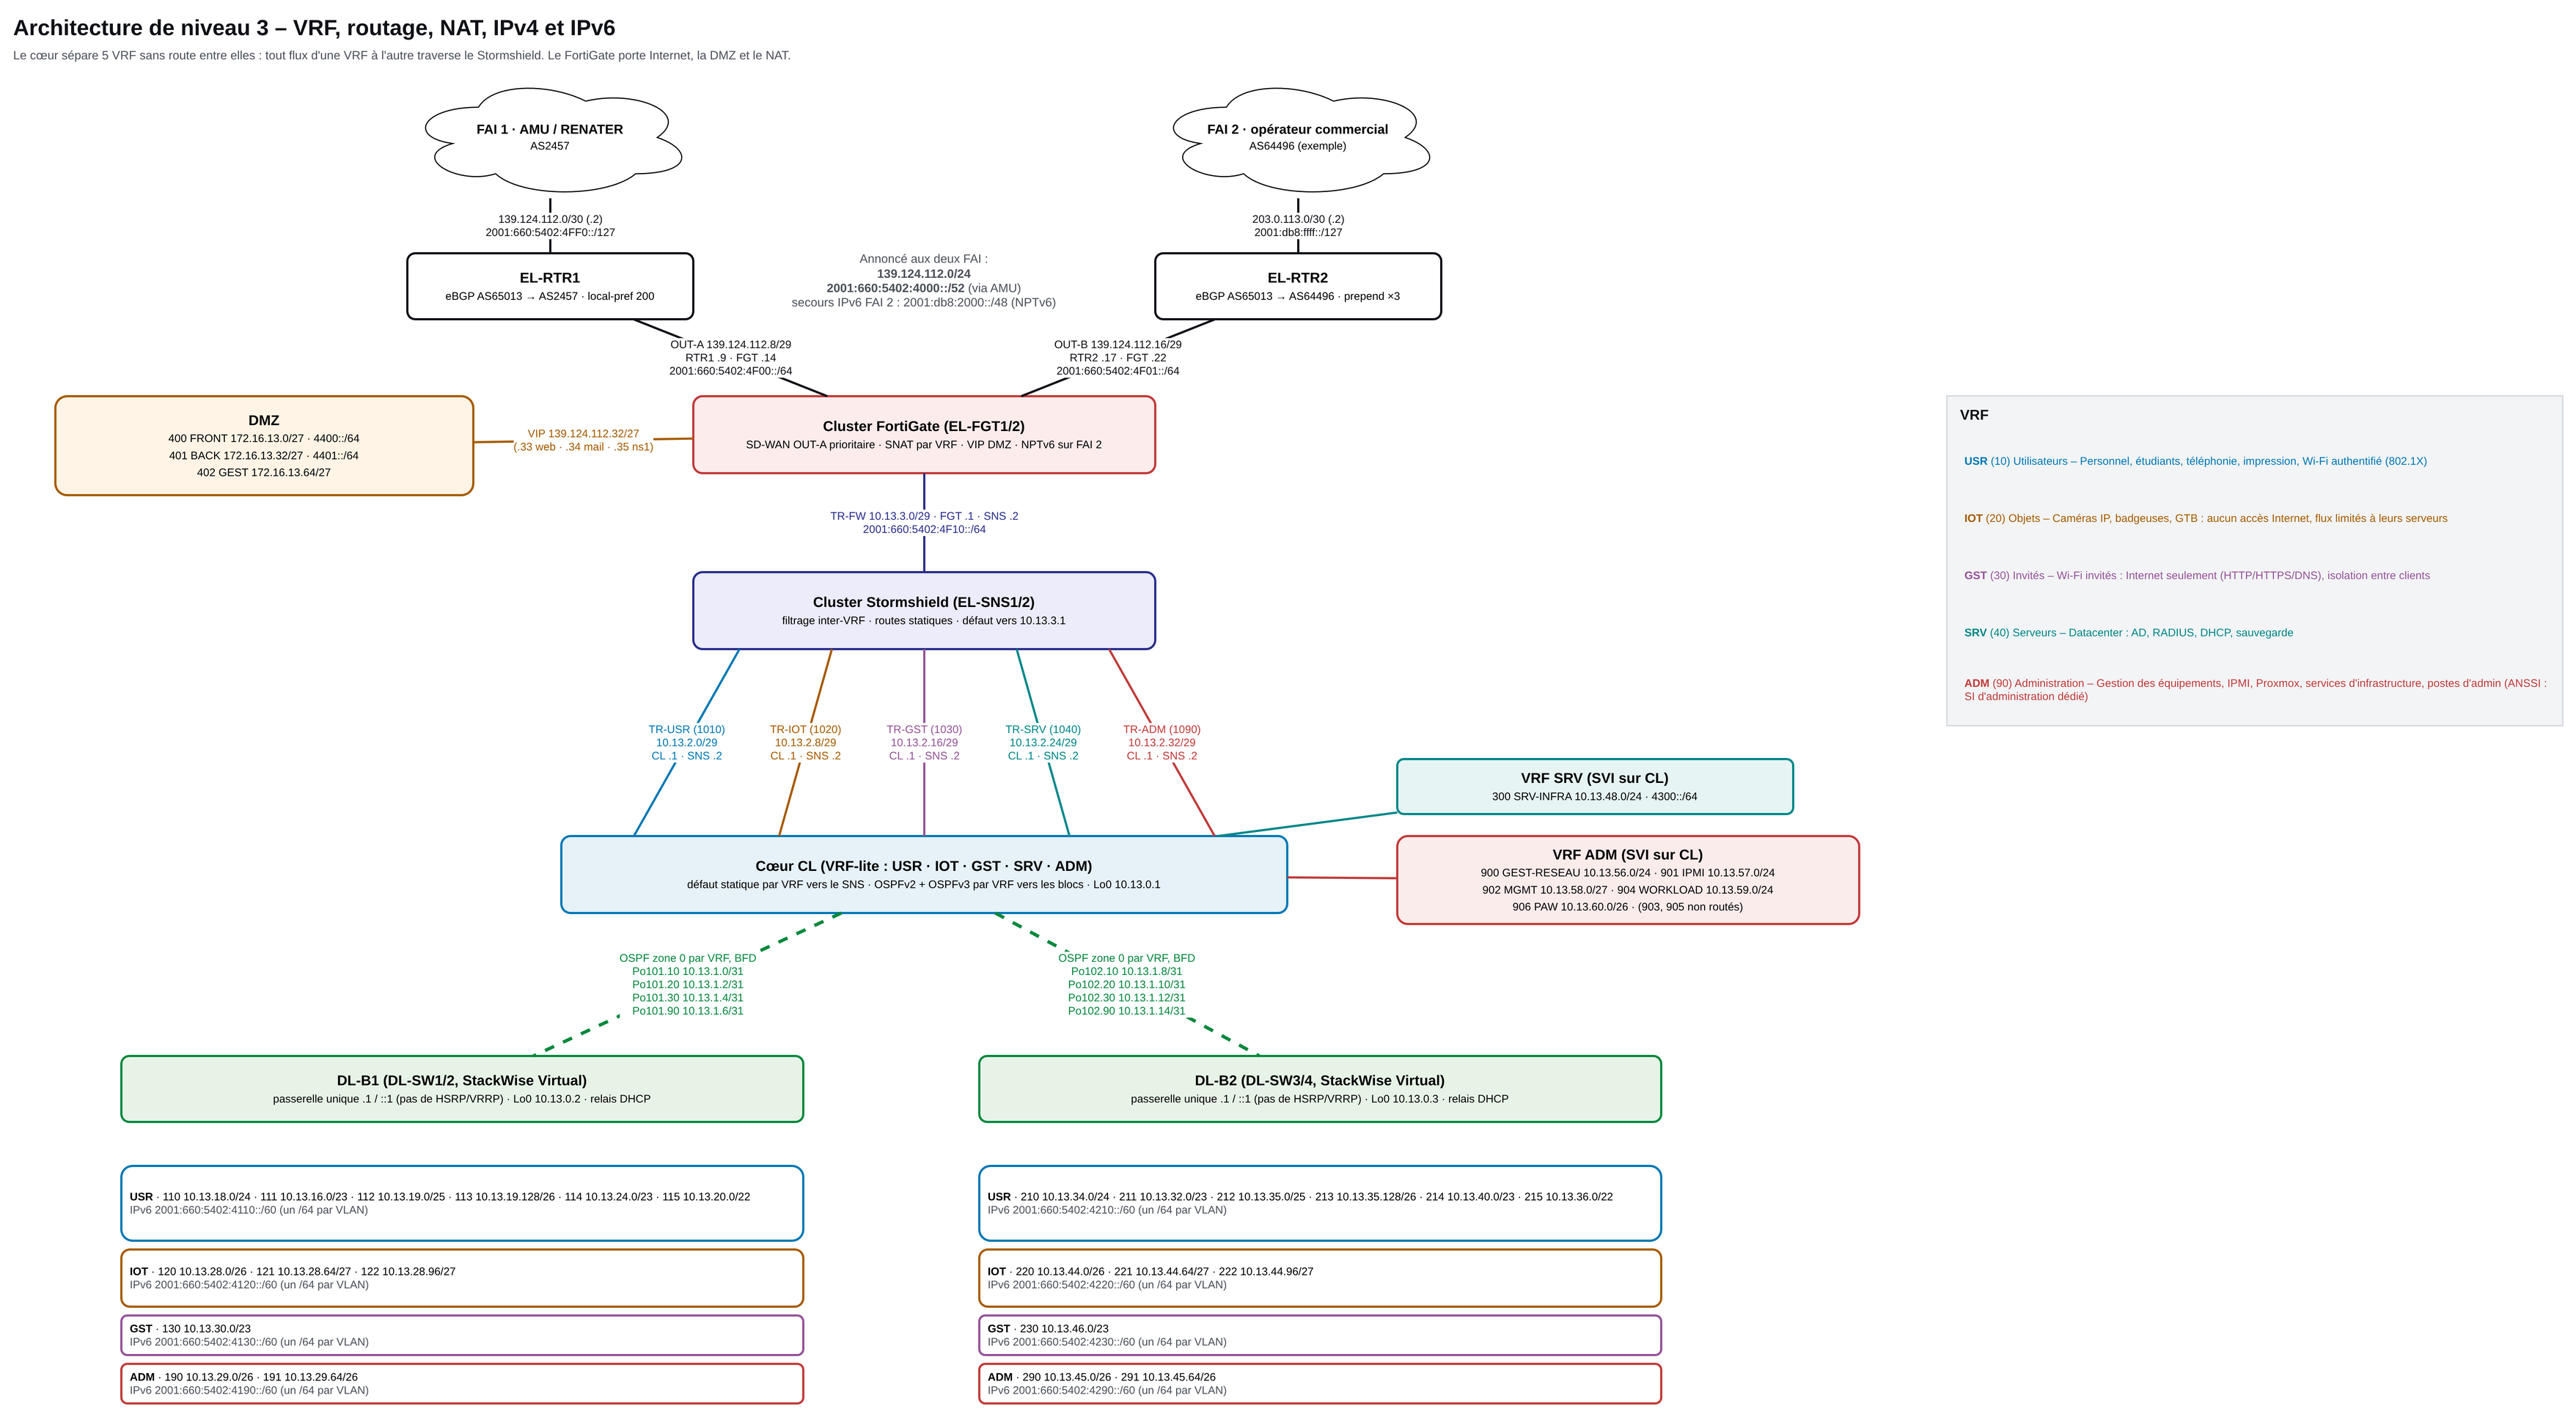 Architecture de niveau 3 – VRF, routage, NAT, IPv4 et IPv6
Le cœur sépare 5 VRF sans route entre elles : tout flux d'une VRF à l'autre traverse le Stormshield. Le FortiGate porte Internet, la DMZ et le NAT.
FAI 1 · AMU / RENATER
AS2457
FAI 2 · opérateur commercial
AS64496 (exemple)
139.124.112.0/30 (.2)
2001:660:5402:4FF0::/127
203.0.113.0/30 (.2)
2001:db8:ffff::/127
EL-RTR1
eBGP AS65013 → AS2457 · local-pref 200
Annoncé aux deux FAI :
139.124.112.0/24
2001:660:5402:4000::/52 (via AMU)
secours IPv6 FAI 2 : 2001:db8:2000::/48 (NPTv6)
EL-RTR2
eBGP AS65013 → AS64496 · prepend ×3
OUT-A 139.124.112.8/29
RTR1 .9 · FGT .14
2001:660:5402:4F00::/64
OUT-B 139.124.112.16/29
RTR2 .17 · FGT .22
2001:660:5402:4F01::/64
DMZ
400 FRONT 172.16.13.0/27 · 4400::/64
401 BACK 172.16.13.32/27 · 4401::/64
402 GEST 172.16.13.64/27
VIP 139.124.112.32/27
(.33 web · .34 mail · .35 ns1)
Cluster FortiGate (EL-FGT1/2)
SD-WAN OUT-A prioritaire · SNAT par VRF · VIP DMZ · NPTv6 sur FAI 2
VRF
USR (10) Utilisateurs – Personnel, étudiants, téléphonie, impression, Wi-Fi authentifié (802.1X)
IOT (20) Objets – Caméras IP, badgeuses, GTB : aucun accès Internet, flux limités à leurs serveurs
GST (30) Invités – Wi-Fi invités : Internet seulement (HTTP/HTTPS/DNS), isolation entre clients
SRV (40) Serveurs – Datacenter : AD, RADIUS, DHCP, sauvegarde
ADM (90) Administration – Gestion des équipements, IPMI, Proxmox, services d'infrastructure, postes d'admin (ANSSI :
SI d'administration dédié)
TR-FW 10.13.3.0/29 · FGT .1 · SNS .2
2001:660:5402:4F10::/64
Cluster Stormshield (EL-SNS1/2)
filtrage inter-VRF · routes statiques · défaut vers 10.13.3.1
TR-USR (1010)
10.13.2.0/29
CL .1 · SNS .2
TR-IOT (1020)
10.13.2.8/29
CL .1 · SNS .2
TR-GST (1030)
10.13.2.16/29
CL .1 · SNS .2
TR-SRV (1040)
10.13.2.24/29
CL .1 · SNS .2
TR-ADM (1090)
10.13.2.32/29
CL .1 · SNS .2
VRF SRV (SVI sur CL)
300 SRV-INFRA 10.13.48.0/24 · 4300::/64
Cœur CL (VRF-lite : USR · IOT · GST · SRV · ADM)
défaut statique par VRF vers le SNS · OSPFv2 + OSPFv3 par VRF vers les blocs · Lo0 10.13.0.1
VRF ADM (SVI sur CL)
900 GEST-RESEAU 10.13.56.0/24 · 901 IPMI 10.13.57.0/24
902 MGMT 10.13.58.0/27 · 904 WORKLOAD 10.13.59.0/24
906 PAW 10.13.60.0/26 · (903, 905 non routés)
OSPF zone 0 par VRF, BFD
Po101.10 10.13.1.0/31
Po101.20 10.13.1.2/31
Po101.30 10.13.1.4/31
Po101.90 10.13.1.6/31
OSPF zone 0 par VRF, BFD
Po102.10 10.13.1.8/31
Po102.20 10.13.1.10/31
Po102.30 10.13.1.12/31
Po102.90 10.13.1.14/31
DL-B1 (DL-SW1/2, StackWise Virtual)
passerelle unique .1 / ::1 (pas de HSRP/VRRP) · Lo0 10.13.0.2 · relais DHCP
DL-B2 (DL-SW3/4, StackWise Virtual)
passerelle unique .1 / ::1 (pas de HSRP/VRRP) · Lo0 10.13.0.3 · relais DHCP
USR · 110 10.13.18.0/24 · 111 10.13.16.0/23 · 112 10.13.19.0/25 · 113 10.13.19.128/26 · 114 10.13.24.0/23 · 115 10.13.20.0/22
IPv6 2001:660:5402:4110::/60 (un /64 par VLAN)
IOT · 120 10.13.28.0/26 · 121 10.13.28.64/27 · 122 10.13.28.96/27
IPv6 2001:660:5402:4120::/60 (un /64 par VLAN)
GST · 130 10.13.30.0/23
IPv6 2001:660:5402:4130::/60 (un /64 par VLAN)
ADM · 190 10.13.29.0/26 · 191 10.13.29.64/26
IPv6 2001:660:5402:4190::/60 (un /64 par VLAN)
USR · 210 10.13.34.0/24 · 211 10.13.32.0/23 · 212 10.13.35.0/25 · 213 10.13.35.128/26 · 214 10.13.40.0/23 · 215 10.13.36.0/22
IPv6 2001:660:5402:4210::/60 (un /64 par VLAN)
IOT · 220 10.13.44.0/26 · 221 10.13.44.64/27 · 222 10.13.44.96/27
IPv6 2001:660:5402:4220::/60 (un /64 par VLAN)
GST · 230 10.13.46.0/23
IPv6 2001:660:5402:4230::/60 (un /64 par VLAN)
ADM · 290 10.13.45.0/26 · 291 10.13.45.64/26
IPv6 2001:660:5402:4290::/60 (un /64 par VLAN)